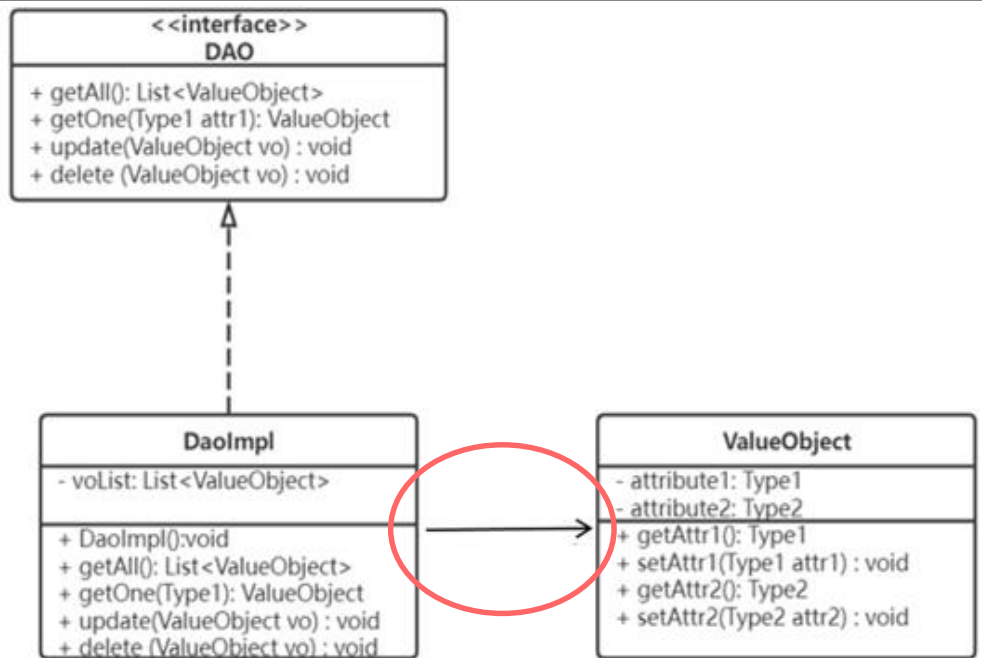 <<interface>>
DAO
+ getAll(): List<ValueObject>
+ getOne(Type1 attr1): ValueObject
+ update(ValueObject vo) : void
+ delete (ValueObject vo) : void
DaoImpl
- voList: List<ValueObject>
+ DaoImpl():void
+ getAll(): List<ValueObject>
+ getOne(Type1): ValueObject
+ update(ValueObject vo) : void
+ delete (ValueObject vo) : void
ValueObject
- attribute1: Type1
- attribute2: Type2
+ getAttr1(): Type1
+ setAttr1(Type1 attr1) : void
+ getAttr2(): Type2
+ setAttr2(Type2 attr2) : void